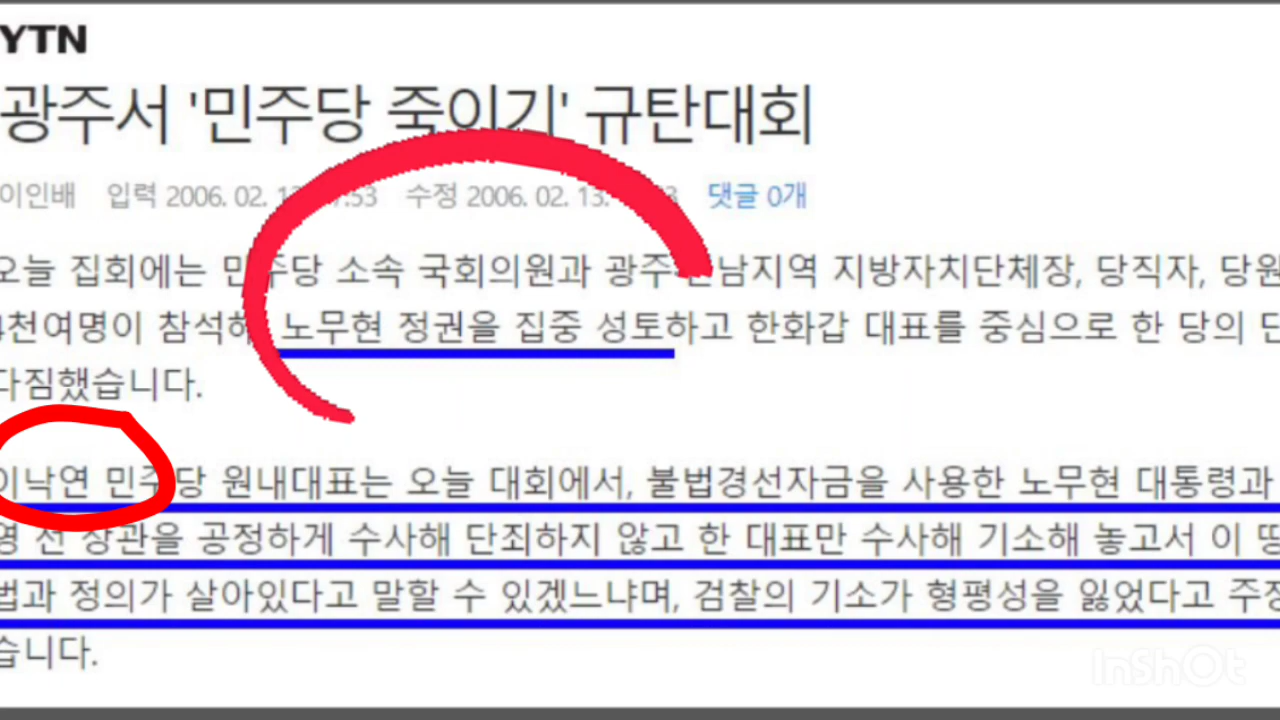 YTN
광주서 '민주당 죽이기' 규탄대회
이인배 입력 2006. 02. 수정 2006. 02. 13. 댓글 0개
오늘 집회에는 민주당 소속 국회의원과 광주 지방자치단체장, 당직자, 당원
4천여명이 참석해 노무현 정권을 집중 성토하고 한화갑 대표를 중심으로 한 당의
다짐했습니다.
이낙연 민주당 원내대표는 오늘 대회에서, 불법경선자금을 사용한 노무현 대통령과
영 전 장관을 공정하게 수사해 단죄하지 않고 한 대표만 수사해 기소해 놓고서 이 땅
법과 정의가 살아있다고 말할 수 있겠느냐며, 검찰의 기소가 형평성을 잃었다고 주장
습니다.
InShOt